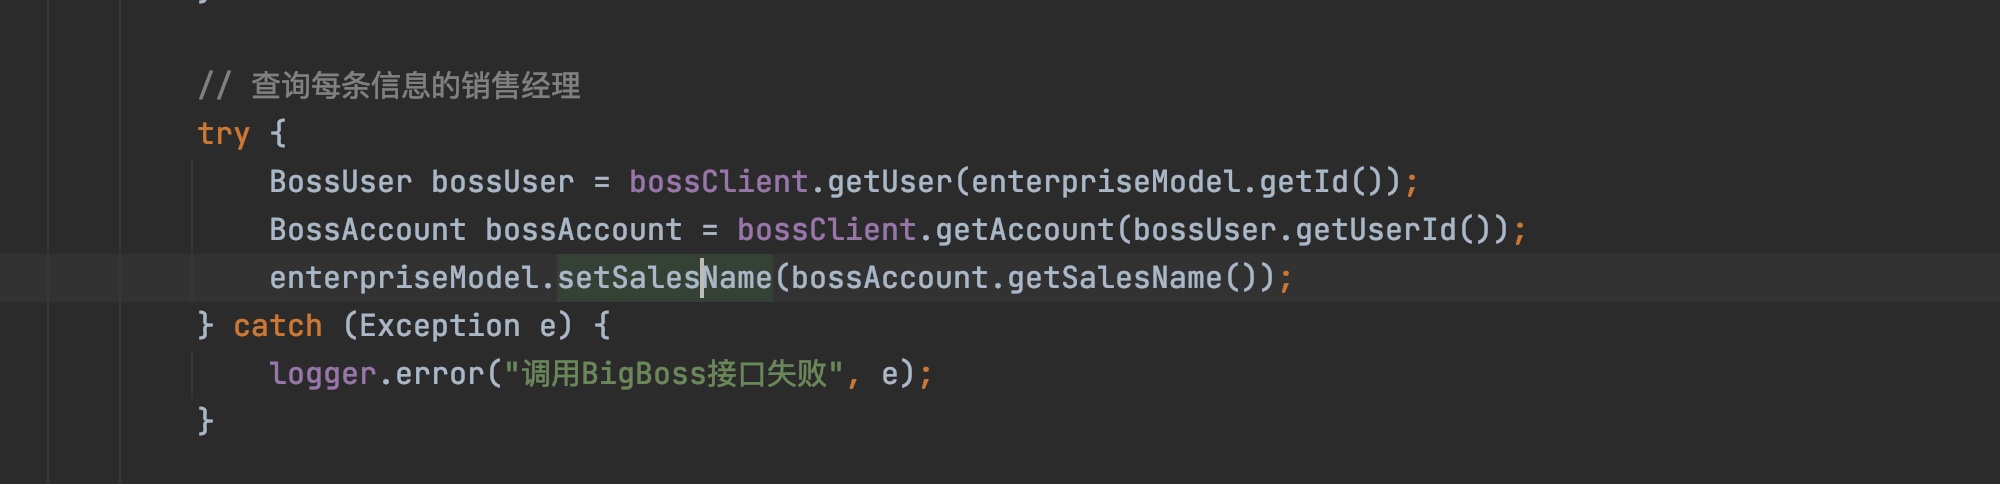 }
// 查询每条信息的销售经理
try {
BossUser bossUser = bossClient.getUser(enterpriseModel.getId());
BossAccount bossAccount = bossClient.getAccount(bossUser.getUserId());
enterpriseModel.setSalesName(bossAccount.getSalesName());
} catch (Exception e) {
logger.error("调用BigBoss接口失败", e);
}